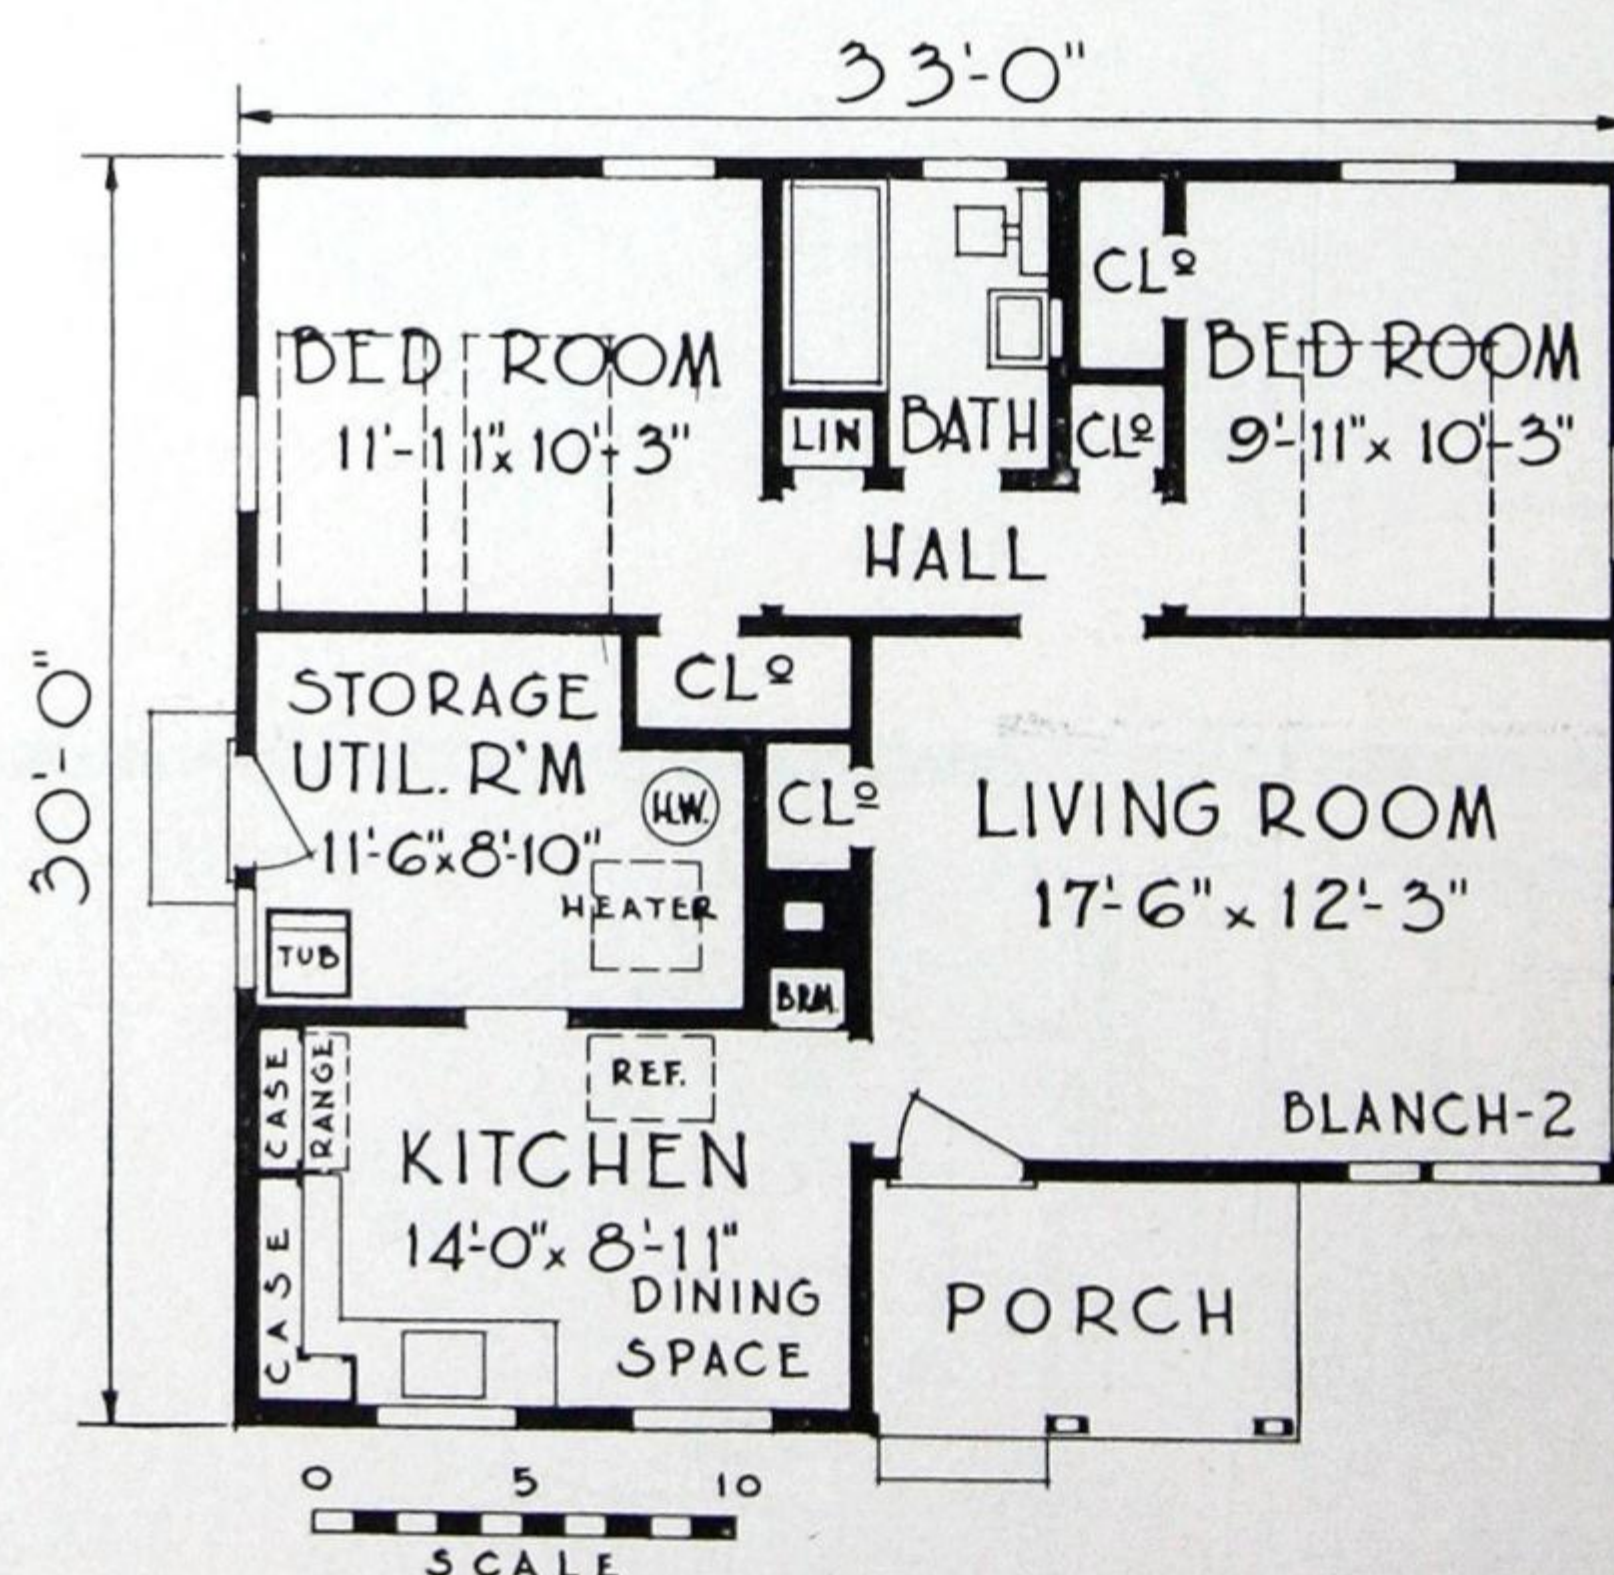 33'-0"
30'-0"
BED ROOM
11'-11"x 10'-3"
LIN
BATH
CLº
CLº
BED ROOM
9'-11"x 10'-3"
HALL
STORAGE
UTIL. R'M
11'-6"x8'-10"
H.W.
HEATER
TUB
CLº
CLº
BRM.
LIVING ROOM
17'-6"x 12'-3"
BLANCH-2
CASE
RANGE
REF.
KITCHEN
14'-0"x 8'-11"
DINING
SPACE
CASE
PORCH
0 5 10
SCALE